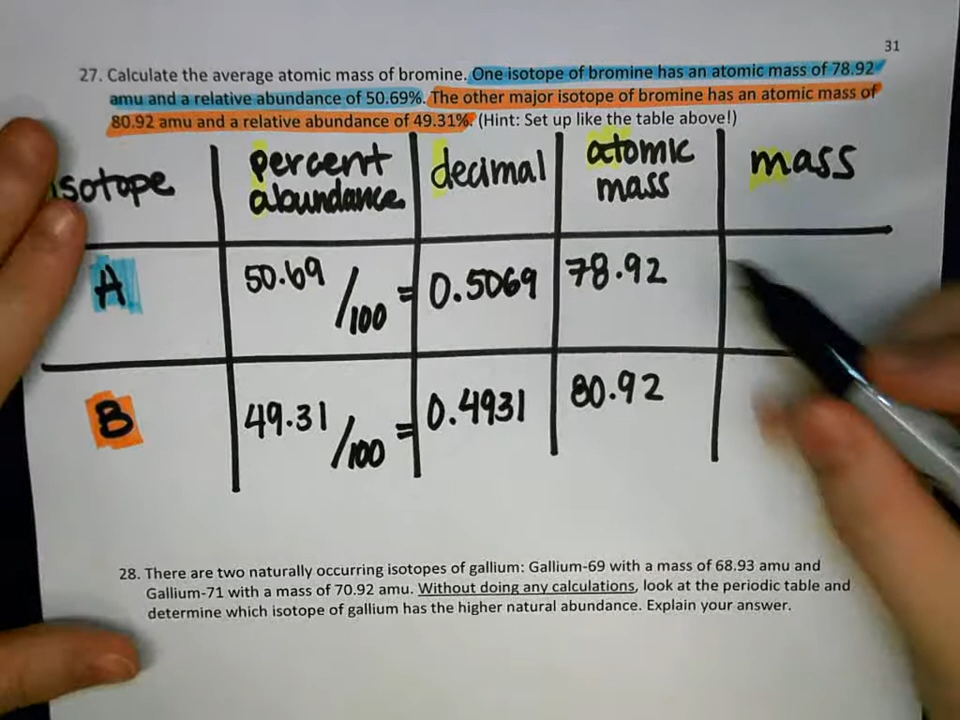 31
27. Calculate the average atomic mass of bromine. One isotope of bromine has an atomic mass of 78.92
amu and a relative abundance of 50.69%. The other major isotope of bromine has an atomic mass of
80.92 amu and a relative abundance of 49.31%. (Hint: Set up like the table above!)
isotope percent abundance decimal atomic mass mass
A 50.69 /100 = 0.5069 78.92
B 49.31 /100 = 0.4931 80.92
28. There are two naturally occurring isotopes of gallium: Gallium-69 with a mass of 68.93 amu and
Gallium-71 with a mass of 70.92 amu. Without doing any calculations, look at the periodic table and
determine which isotope of gallium has the higher natural abundance. Explain your answer.